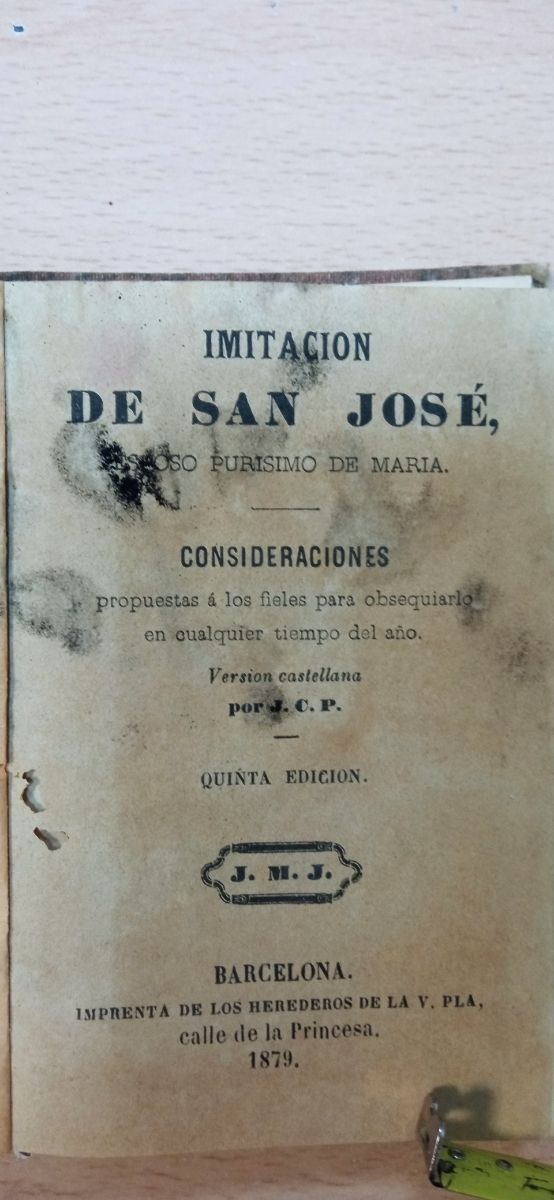 IMITACION
DE SAN JOSÉ,
ESPOSO PURISIMO DE MARIA.
CONSIDERACIONES
propuestas á los fieles para obsequiarlo
en cualquier tiempo del año.
Version castellana
por J. C. P.
QUINTA EDICION.
J. M. J.
BARCELONA.
IMPRENTA DE LOS HEREDEROS DE LA V. PLA,
calle de la Princesa.
1879.